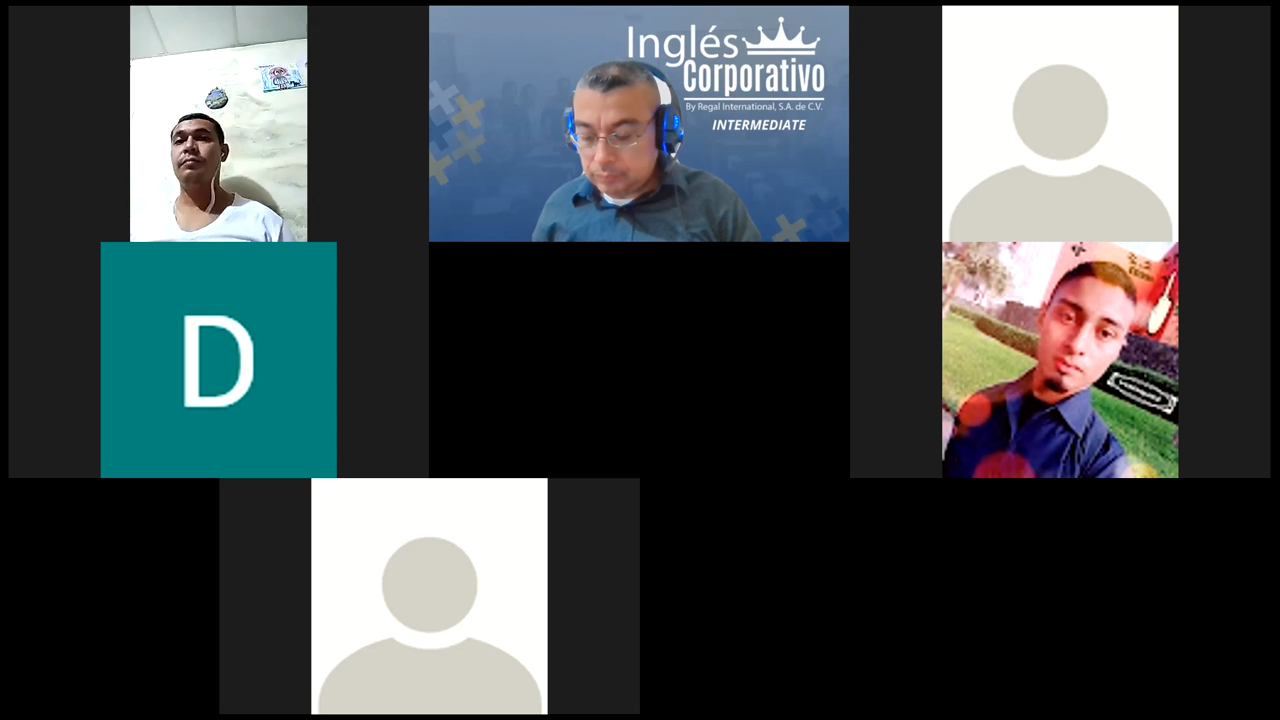 Inglés
Corporativo
By Regal International, S.A. de C.V.
INTERMEDIATE
D